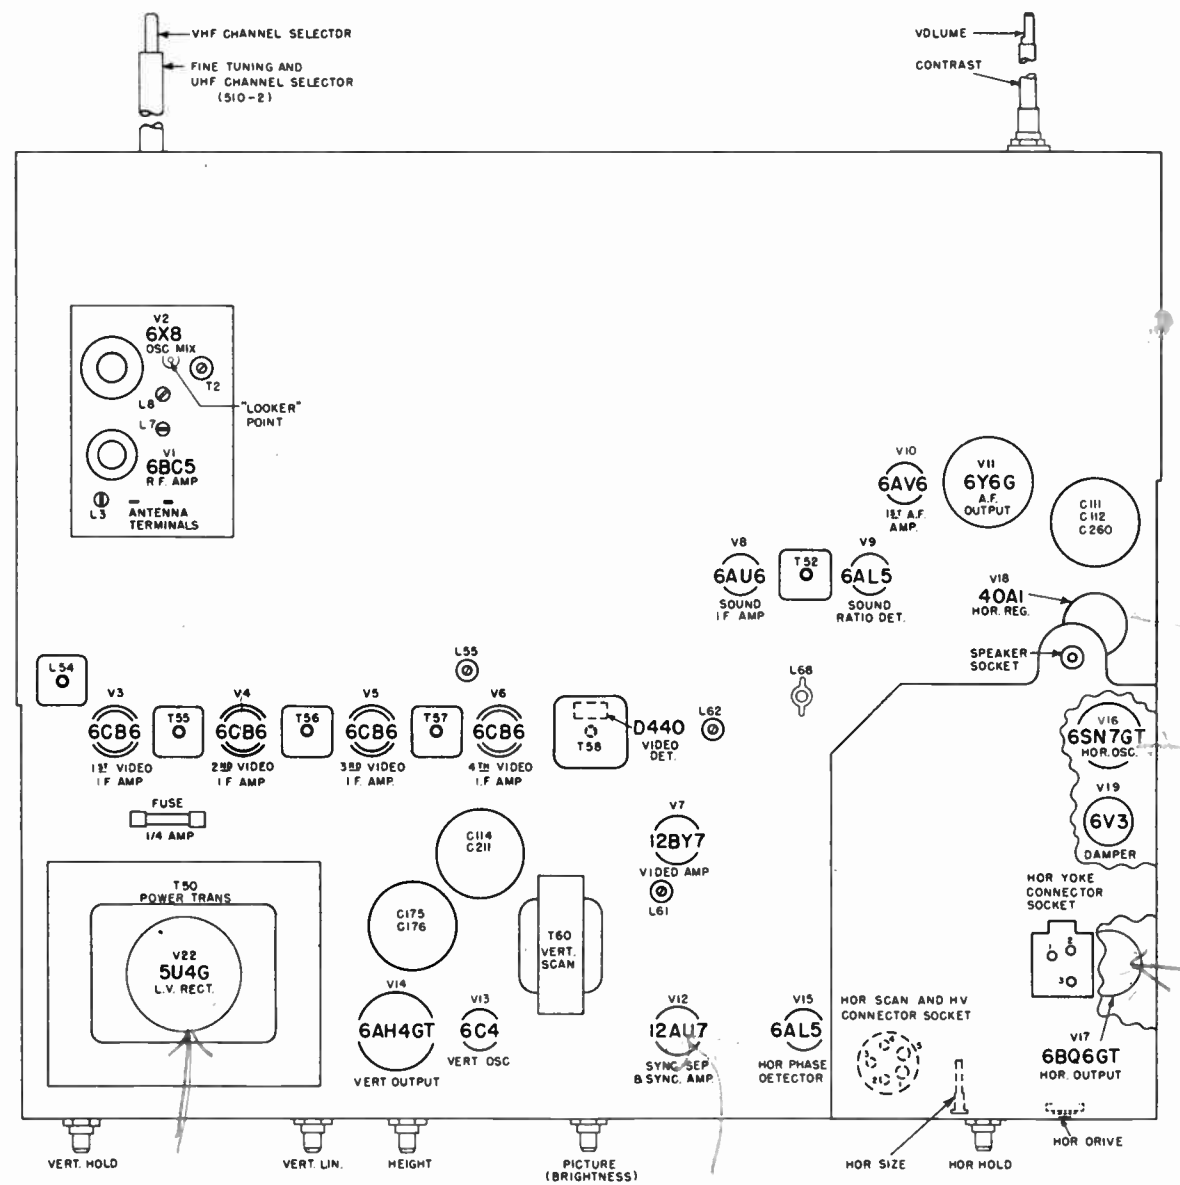 VHF CHANNEL SELECTOR
FINE TUNING AND
UHF CHANNEL SELECTOR
(510-2)
VOLUME
CONTRAST
V2
6X8
OSC MIX
T2
L8
"LOOKER"
POINT
L7
V1
6BC5
R.F. AMP
L3
ANTENNA
TERMINALS
V10
6AV6
1ST A.F.
AMP.
V11
6Y6G
A.F.
OUTPUT
C111
C112
C260
V8
6AU6
SOUND
I F AMP
T52
V9
6AL5
SOUND
RATIO DET.
V18
40A1
HOR. REG.
SPEAKER
SOCKET
L54
L55
L68
V3
6CB6
1ST VIDEO
I F AMP
T55
V4
6CB6
2ND VIDEO
I F AMP
T56
V5
6CB6
3RD VIDEO
I F. AMP
T57
V6
6CB6
4TH VIDEO
I.F. AMP
T58
D440
VIDEO
DET.
L62
V16
6SN7GT
HOR. OSC.
V19
6V3
DAMPER
FUSE
1/4 AMP
C114
C211
V7
12BY7
VIDEO AMP
L61
T50
POWER TRANS
V22
5U4G
L.V. RECT.
C175
C176
T60
VERT.
SCAN
HOR YOKE
CONNECTOR
SOCKET
1
2
3
V14
6AH4GT
VERT OUTPUT
V13
6C4
VERT OSC
V12
12AU7
SYNC SEP
& SYNC. AMP.
V15
6AL5
HOR PHASE
DETECTOR
HOR SCAN AND HV
CONNECTOR SOCKET
V17
6BQ6GT
HOR. OUTPUT
HOR DRIVE
VERT. HOLD
VERT. LIN.
HEIGHT
PICTURE
(BRIGHTNESS)
HOR SIZE
HOR HOLD